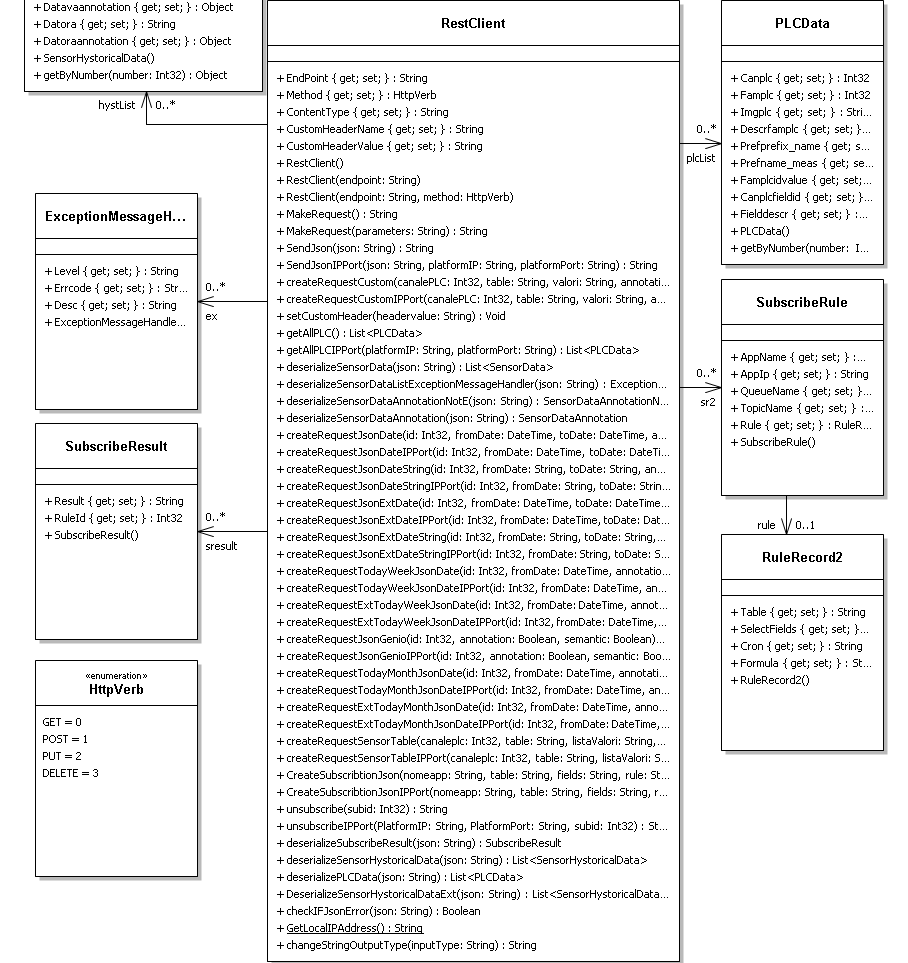 + Datavaannotation { get; set; } : Object
+ Datora { get; set; } : String
+ Datoraannotation { get; set; } : Object
+ SensorHystoricalData()
+ getByNumber(number: Int32) : Object
hystList
0..*
ExceptionMessageH...
+ Level { get; set; } : String
+ Errcode { get; set; } : Str...
+ Desc { get; set; } : String
+ ExceptionMessageHandle...
0..*
ex
SubscribeResult
+ Result { get; set; } : String
+ RuleId { get; set; } : Int32
+ SubscribeResult()
0..*
sresult
«enumeration»
HttpVerb
GET = 0
POST = 1
PUT = 2
DELETE = 3
RestClient
+ EndPoint { get; set; } : String
+ Method { get; set; } : HttpVerb
+ ContentType { get; set; } : String
+ CustomHeaderName { get; set; } : String
+ CustomHeaderValue { get; set; } : String
+ RestClient()
+ RestClient(endpoint: String)
+ RestClient(endpoint: String, method: HttpVerb)
+ MakeRequest() : String
+ MakeRequest(parameters: String) : String
+ SendJson(json: String) : String
+ SendJsonIPPort(json: String, platformIP: String, platformPort: String) : String
+ createRequestCustom(canalePLC: Int32, table: String, valori: String, annotati...
+ createRequestCustomIPPort(canalePLC: Int32, table: String, valori: String, a...
+ setCustomHeader(headervalue: String) : Void
+ getAllPLC() : List<PLCData>
+ getAllPLCIPPort(platformIP: String, platformPort: String) : List<PLCData>
+ deserializeSensorData(json: String) : List<SensorData>
+ deserializeSensorDataListExceptionMessageHandler(json: String) : Exception...
+ deserializeSensorDataAnnotationNotE(json: String) : SensorDataAnnotationN...
+ deserializeSensorDataAnnotation(json: String) : SensorDataAnnotation
+ createRequestJsonDate(id: Int32, fromDate: DateTime, toDate: DateTime, a...
+ createRequestJsonDateIPPort(id: Int32, fromDate: DateTime, toDate: DateTi...
+ createRequestJsonDateString(id: Int32, fromDate: String, toDate: String, an...
+ createRequestJsonDateStringIPPort(id: Int32, fromDate: String, toDate: Strin...
+ createRequestJsonExtDate(id: Int32, fromDate: DateTime, toDate: DateTime...
+ createRequestJsonExtDateIPPort(id: Int32, fromDate: DateTime, toDate: Dat...
+ createRequestJsonExtDateString(id: Int32, fromDate: String, toDate: String,...
+ createRequestJsonExtDateStringIPPort(id: Int32, fromDate: String, toDate: S...
+ createRequestTodayWeekJsonDate(id: Int32, fromDate: DateTime, annotatio...
+ createRequestTodayWeekJsonDateIPPort(id: Int32, fromDate: DateTime, an...
+ createRequestExtTodayWeekJsonDate(id: Int32, fromDate: DateTime, annot...
+ createRequestExtTodayWeekJsonDateIPPort(id: Int32, fromDate: DateTime,...
+ createRequestJsonGenio(id: Int32, annotation: Boolean, semantic: Boolean)...
+ createRequestJsonGenioIPPort(id: Int32, annotation: Boolean, semantic: Boo...
+ createRequestTodayMonthJsonDate(id: Int32, fromDate: DateTime, annotati...
+ createRequestTodayMonthJsonDateIPPort(id: Int32, fromDate: DateTime, an...
+ createRequestExtTodayMonthJsonDate(id: Int32, fromDate: DateTime, anno...
+ createRequestExtTodayMonthJsonDateIPPort(id: Int32, fromDate: DateTime,...
+ createRequestSensorTable(canaleplc: Int32, table: String, listaValori: String,...
+ createRequestSensorTableIPPort(canaleplc: Int32, table: String, listaValori: S...
+ CreateSubscribtionJson(nomeapp: String, table: String, fields: String, rule: St...
+ CreateSubscribtionJsonIPPort(nomeapp: String, table: String, fields: String, r...
+ unsubscribe(subid: Int32) : String
+ unsubscribeIPPort(PlatformIP: String, PlatformPort: String, subid: Int32) : St...
+ deserializeSubscribeResult(json: String) : SubscribeResult
+ deserializeSensorHystoricalData(json: String) : List<SensorHystoricalData>
+ deserializePLCData(json: String) : List<PLCData>
+ DeserializeSensorHystoricalDataExt(json: String) : List<SensorHystoricalData...
+ checkIFJsonError(json: String) : Boolean
+ GetLocalIPAddress() : String
+ changeStringOutputType(inputType: String) : String
0..*
plcList
PLCData
+ Canplc { get; set; } : Int32
+ Famplc { get; set; } : Int32
+ Imgplc { get; set; } : Stri...
+ Descrfamplc { get; set; }...
+ Prefprefix_name { get; s...
+ Prefname_meas { get; se...
+ Famplcidvalue { get; set;...
+ Canplcfieldid { get; set; }...
+ Fielddescr { get; set; } :...
+ PLCData()
+ getByNumber(number: I...
0..*
sr2
SubscribeRule
+ AppName { get; set; } :...
+ AppIp { get; set; } : String
+ QueueName { get; set; }...
+ TopicName { get; set; } :...
+ Rule { get; set; } : RuleR...
+ SubscribeRule()
rule
0..1
RuleRecord2
+ Table { get; set; } : String
+ SelectFields { get; set; }...
+ Cron { get; set; } : String
+ Formula { get; set; } : St...
+ RuleRecord2()